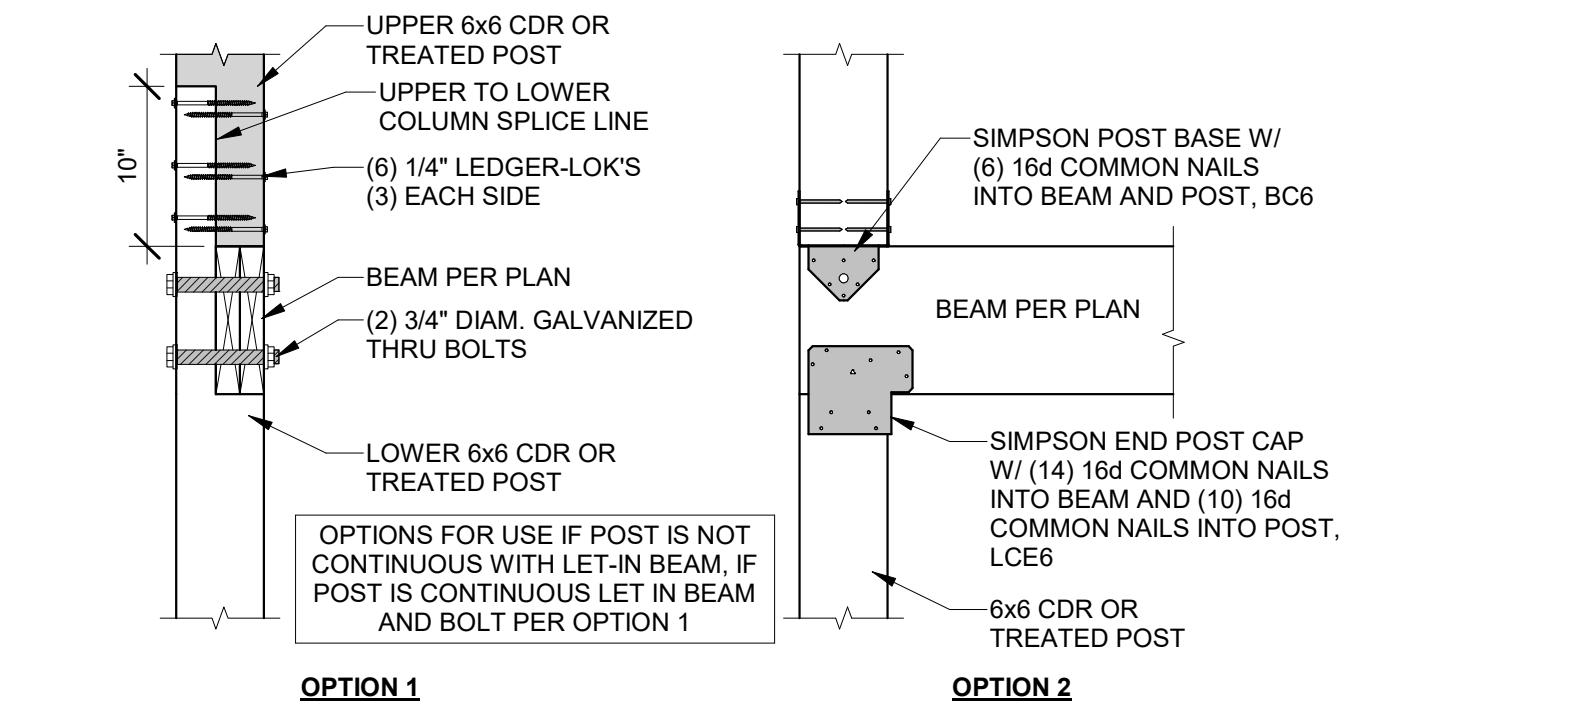 UPPER 6x6 CDR OR
TREATED POST
UPPER TO LOWER
COLUMN SPLICE LINE
10"
(6) 1/4" LEDGER-LOK'S
(3) EACH SIDE
BEAM PER PLAN
(2) 3/4" DIAM. GALVANIZED
THRU BOLTS
LOWER 6x6 CDR OR
TREATED POST
OPTIONS FOR USE IF POST IS NOT
CONTINUOUS WITH LET-IN BEAM, IF
POST IS CONTINUOUS LET IN BEAM
AND BOLT PER OPTION 1
OPTION 1
SIMPSON POST BASE W/
(6) 16d COMMON NAILS
INTO BEAM AND POST, BC6
BEAM PER PLAN
SIMPSON END POST CAP
W/ (14) 16d COMMON NAILS
INTO BEAM AND (10) 16d
COMMON NAILS INTO POST,
LCE6
6x6 CDR OR
TREATED POST
OPTION 2